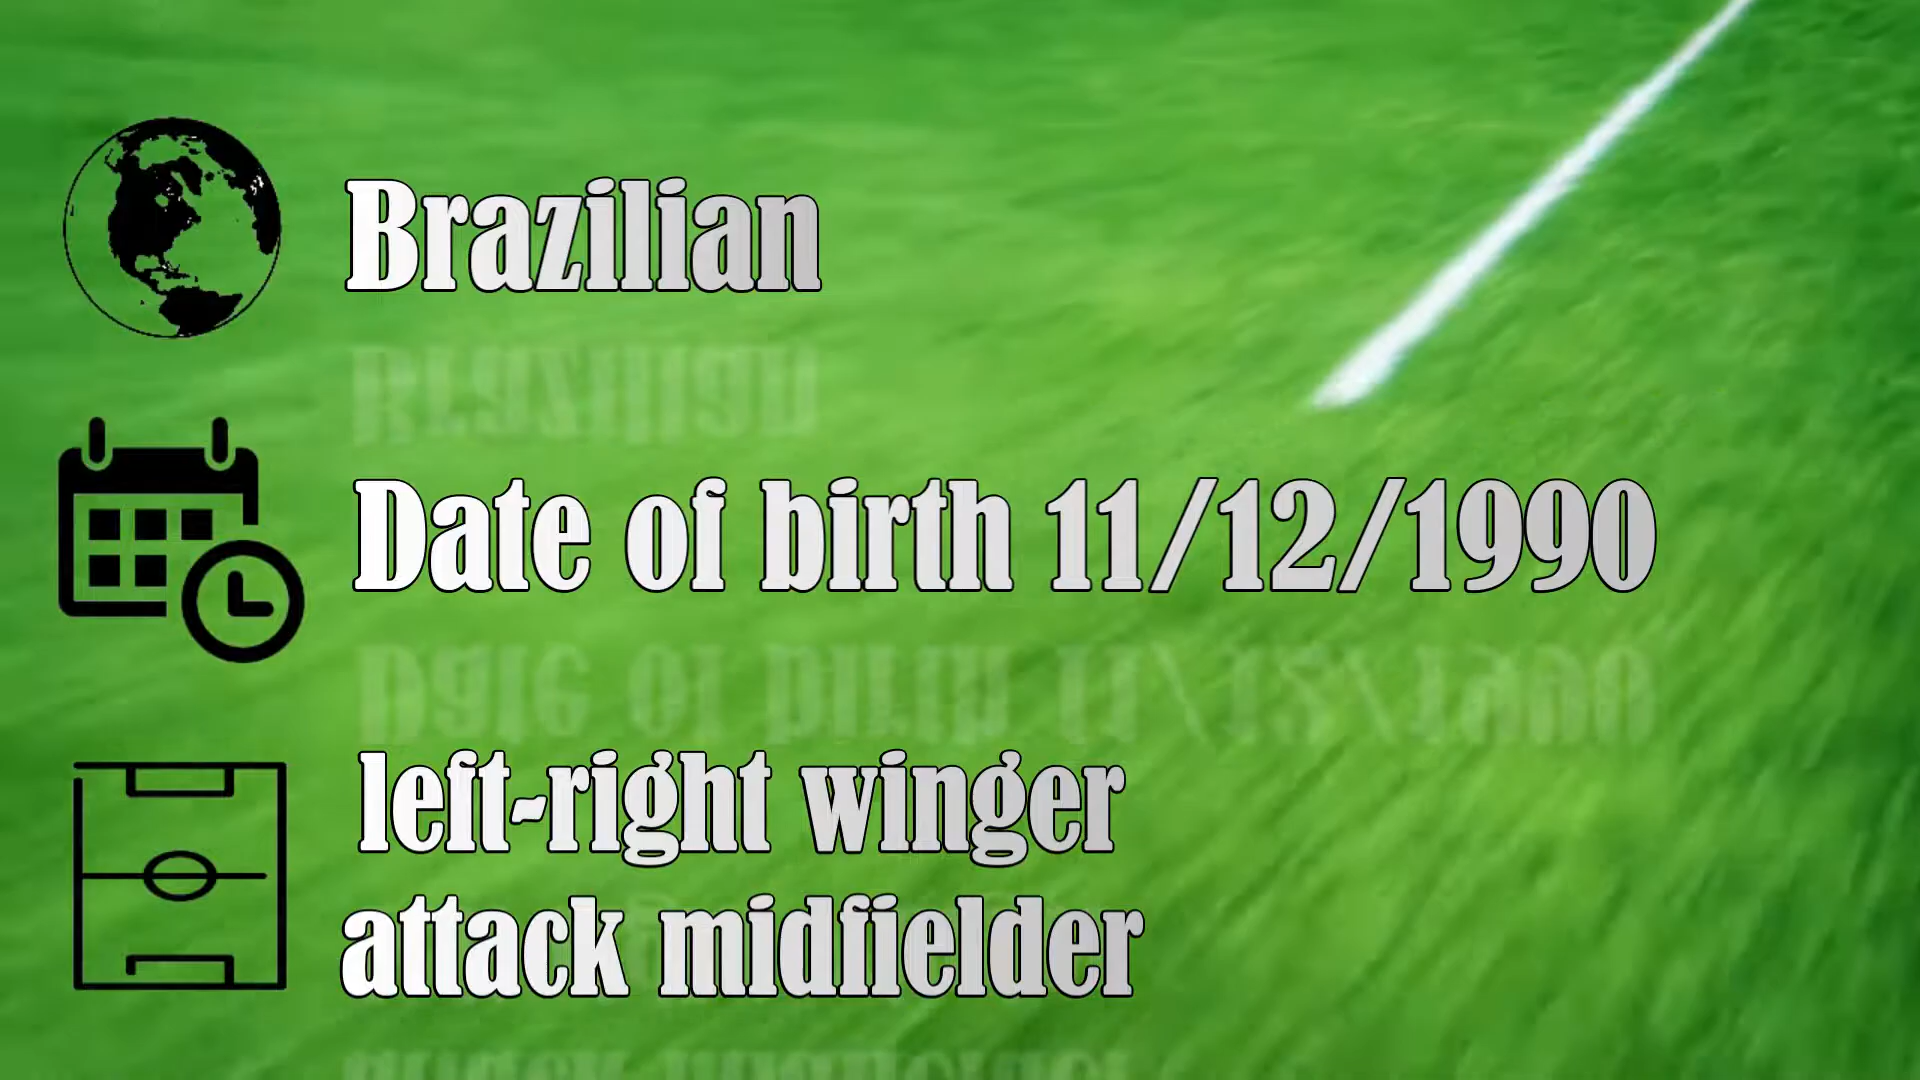 Brazilian
Date of birth 11/12/1990
left-right winger
attack midfielder